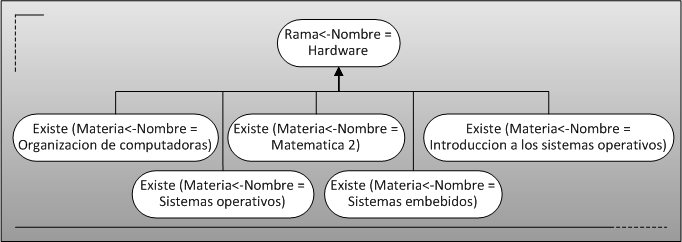 Rama<-Nombre =
Hardware
Existe (Materia<-Nombre =
Organizacion de computadoras)
Existe (Materia<-Nombre =
Matematica 2)
Existe (Materia<-Nombre =
Introduccion a los sistemas operativos)
Existe (Materia<-Nombre =
Sistemas operativos)
Existe (Materia<-Nombre =
Sistemas embebidos)